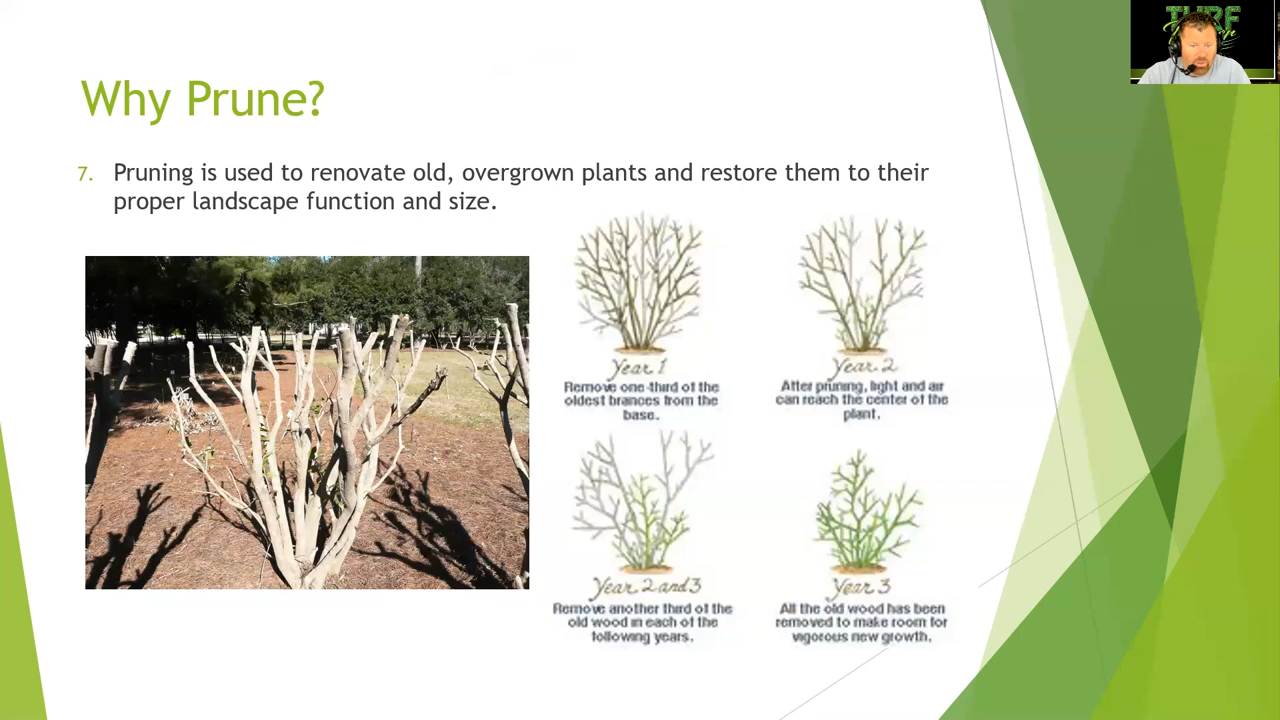 Why Prune?
7. Pruning is used to renovate old, overgrown plants and restore them to their
proper landscape function and size.
Year 1
Remove one-third of the
oldest brances from the
base.
Year 2
After pruning, light and air
can reach the center of the
plant.
Year 2 and 3
Remove another third of the
old wood in each of the
following years.
Year 3
All the old wood has been
removed to make room for
vigorous new growth.
TURF